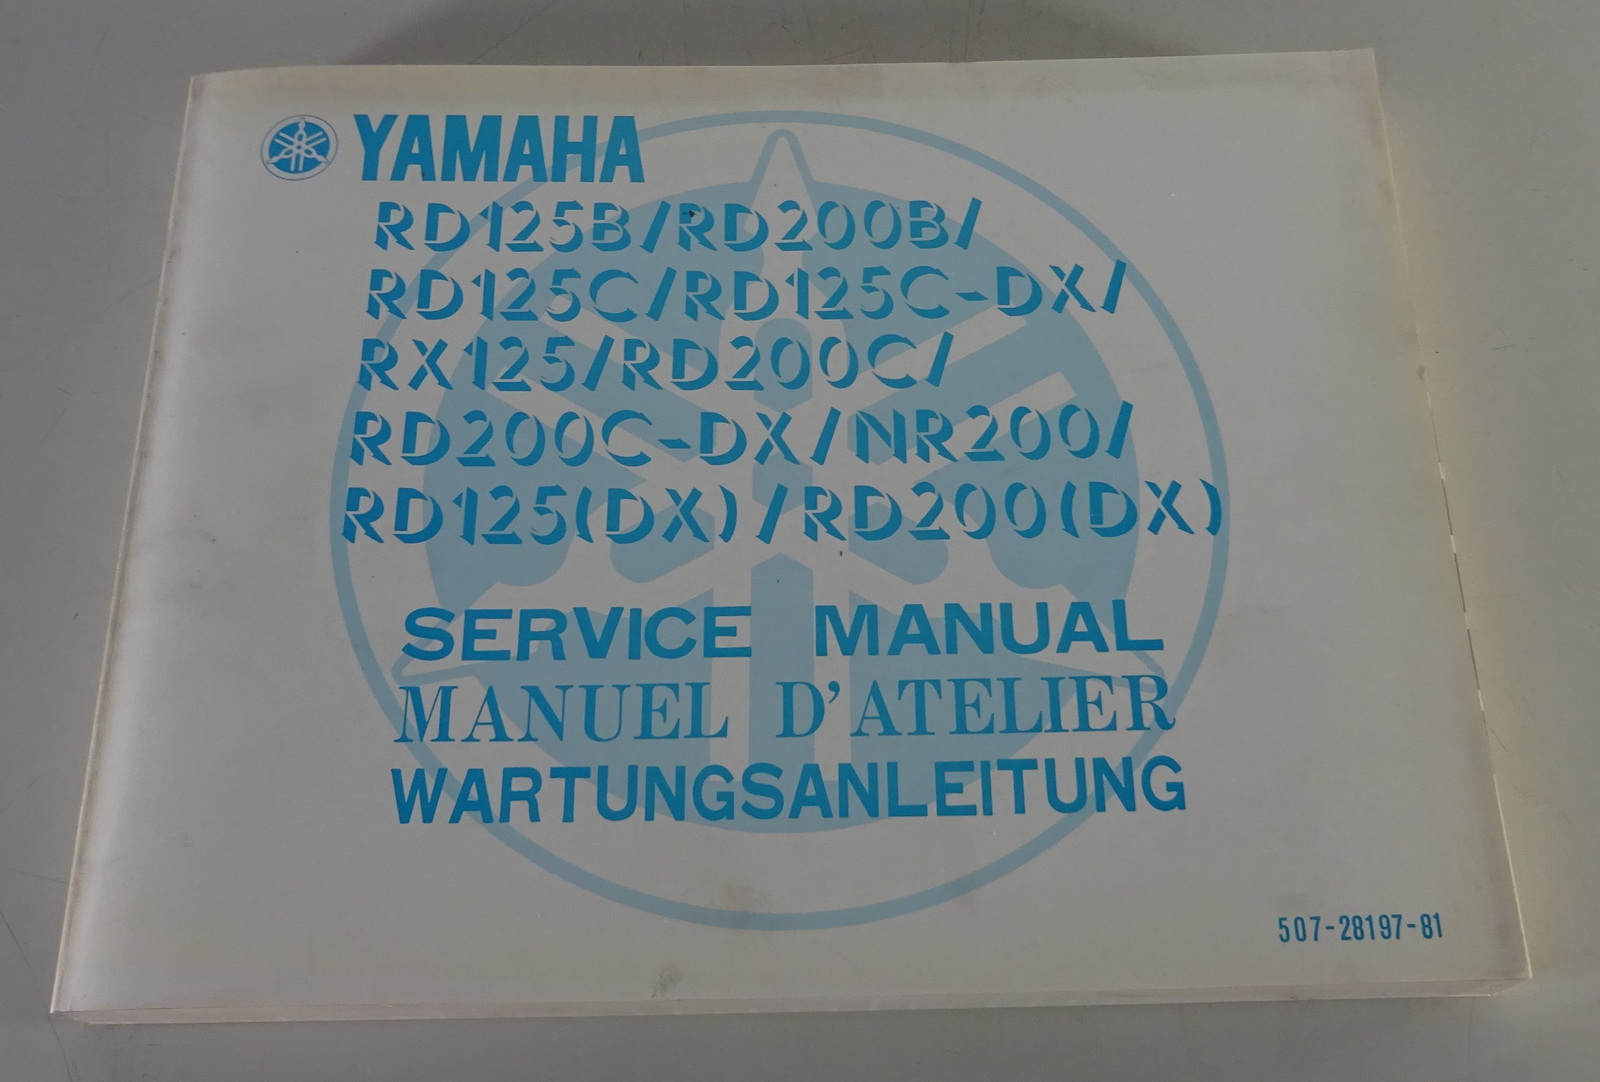 YAMAHA
RD125B/RD200B/
RD125C/RD125C-DX/
RX125/RD200C/
RD200C-DX/NR200/
RD125(DX)/RD200(DX)
SERVICE MANUAL
MANUEL D'ATELIER
WARTUNGSANLEITUNG
507-28197-81